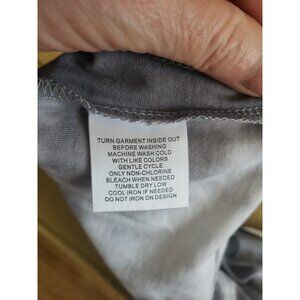 TURN GARMENT INSIDE OUT
BEFORE WASHING
MACHINE WASH COLD
WITH LIKE COLORS
GENTLE CYCLE
ONLY NON-CHLORINE
BLEACH WHEN NEEDED
TUMBLE DRY LOW
COOL IRON IF NEEDED
DO NOT IRON ON DESIGN